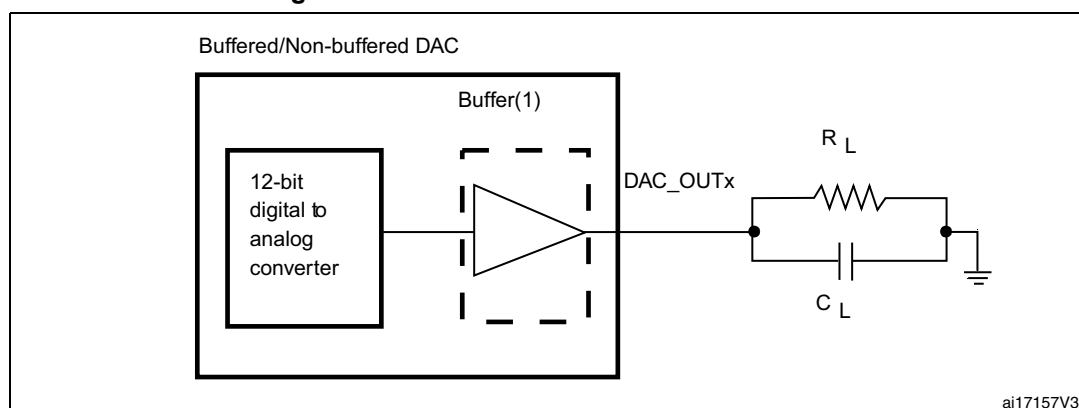 Buffered/Non-buffered DAC
Buffer(1)
12-bit
digital to
analog
converter
DAC_OUTx
R L
C L
ai17157V3